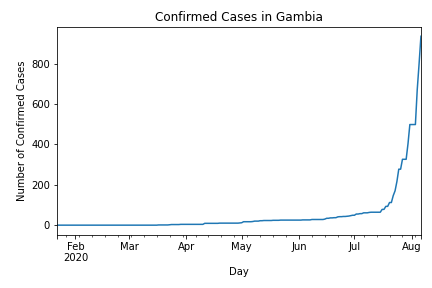 Confirmed Cases in Gambia
Number of Confirmed Cases
800
600
400
200
0
Feb Mar Apr May Jun Jul Aug
2020
Day